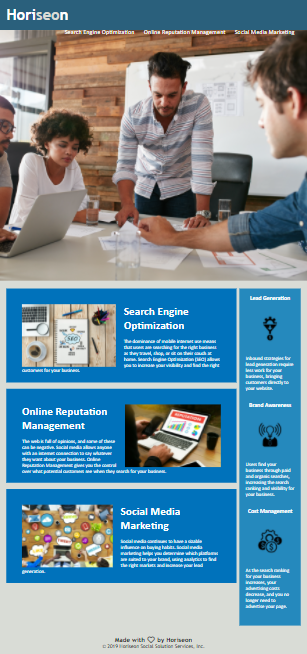 Horiseon
Search Engine Optimization Online Reputation Management Social Media Marketing
Search Engine
Optimization
The dominance of mobile internet use means
that users are searching for the right business
as they travel, shop, or sit on their couch at
home. Search Engine Optimization (SEO) allows
you to increase your visibility and find the right
customers for your business.
Online Reputation
Management
The web is full of opinions, and some of these
can be negative. Social media allows anyone
with an internet connection to say whatever
they want about your business. Online
Reputation Management gives you the control
over what potential customers see when they search for your business.
Social Media
Marketing
Social media continues to have a sizable
influence on buying habits. Social media
marketing helps you determine which platforms
are suited to your brand, using analytics to find
the right markets and increase your lead
generation.
Lead Generation
Inbound strategies for
lead generation require
less work for your
business, bringing
customers directly to
your website.
Brand Awareness
Users find your
business through paid
and organic searches,
increasing the search
ranking and visibility for
your business.
Cost Management
As the search ranking
for your business
increases, your
advertising costs
decrease, and you no
longer need to
advertise your page.
SEO
Made with ♡ by Horiseon
© 2019 Horiseon Social Solution Services, Inc.